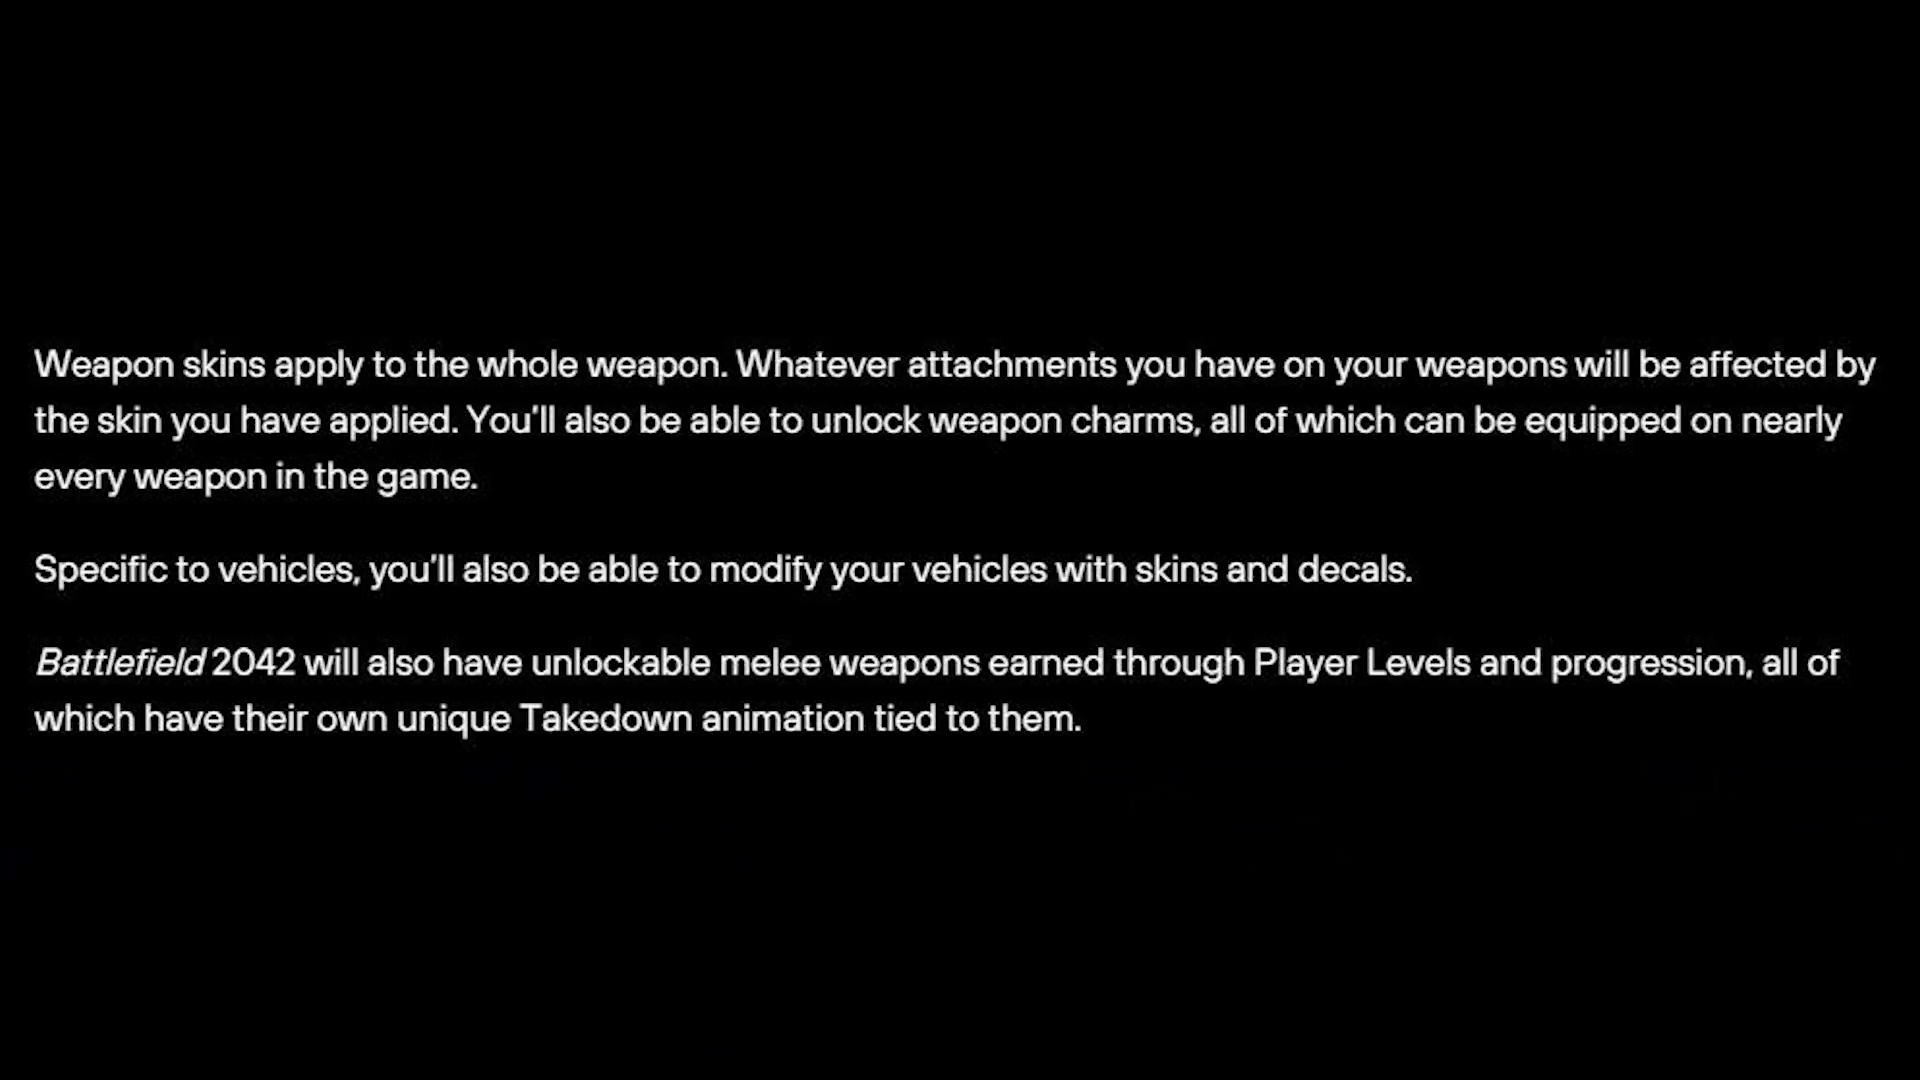 Weapon skins apply to the whole weapon. Whatever attachments you have on your weapons will be affected by
the skin you have applied. You'll also be able to unlock weapon charms, all of which can be equipped on nearly
every weapon in the game.
Specific to vehicles, you'll also be able to modify your vehicles with skins and decals.
Battlefield 2042 will also have unlockable melee weapons earned through Player Levels and progression, all of
which have their own unique Takedown animation tied to them.